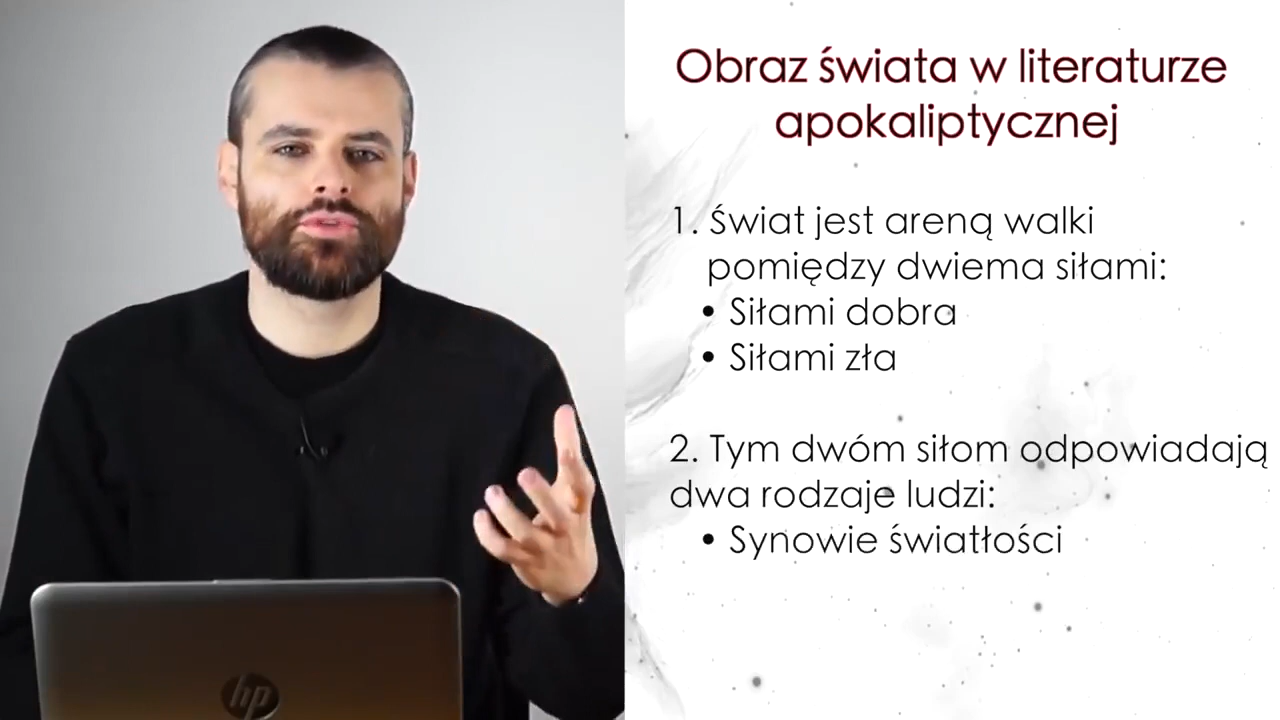 Obraz świata w literaturze
apokaliptycznej
1. Świat jest areną walki
pomiędzy dwiema siłami:
• Siłami dobra
• Siłami zła
2. Tym dwóm siłom odpowiadają
dwa rodzaje ludzi:
• Synowie światłości
hp